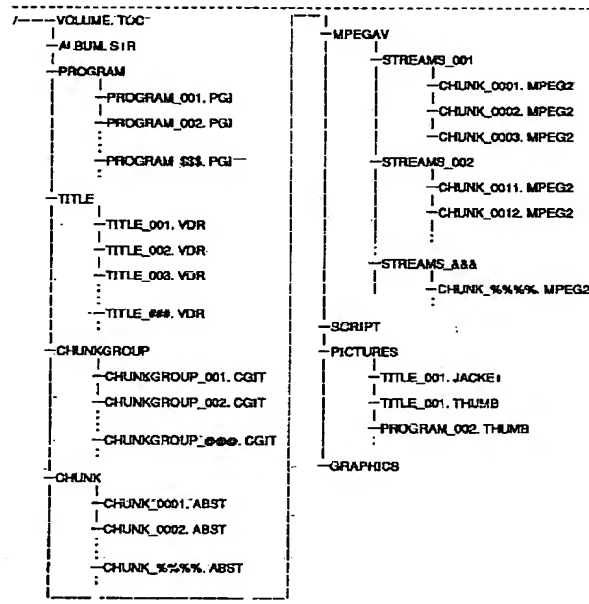 /VOLUME. TOC
ALBUM. STR
PROGRAM
PROGRAM_001. PGI
PROGRAM_002. PGI
PROGRAM_$$$. PGI
TITLE
TITLE_001. VDR
TITLE_002. VDR
TITLE_003. VDR
TITLE_###. VDR
CHUNKGROUP
CHUNKGROUP_001. CGIT
CHUNKGROUP_002. CGIT
CHUNKGROUP_@@@. CGIT
CHUNK
CHUNK_0001. ABST
CHUNK_0002. ABST
CHUNK_%%%%. ABST
MPEGAV
STREAMS_001
CHUNK_0001. MPEG2
CHUNK_0002. MPEG2
CHUNK_0003. MPEG2
STREAMS_002
CHUNK_0011. MPEG2
CHUNK_0012. MPEG2
STREAMS_&&&
CHUNK_%%%%. MPEG2
SCRIPT
PICTURES
TITLE_001. JACKET
TITLE_001. THUMB
PROGRAM_002. THUMB
GRAPHICS